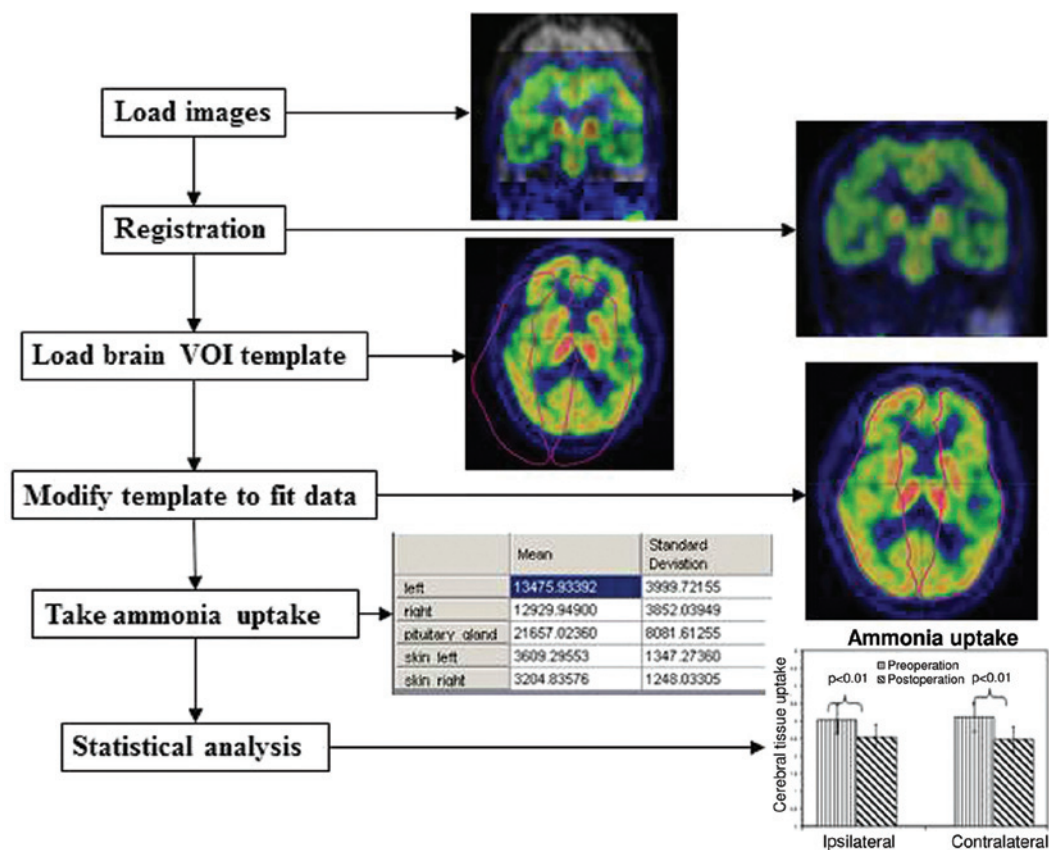 Load images
Registration
Load brain VOI template
Modify template to fit data
Take ammonia uptake
Statistical analysis
Mean
Standard
Deviation
left 13475.93392 3999.72155
right 12929.94900 3852.03949
pituitary gland 21657.02360 8081.61255
skin left 3609.29553 1347.27360
skin right 3204.83576 1248.03305
Ammonia uptake
Preoperation
Postoperation
p<0.01
p<0.01
Cerebral tissue uptake
Ipsilateral
Contralateral